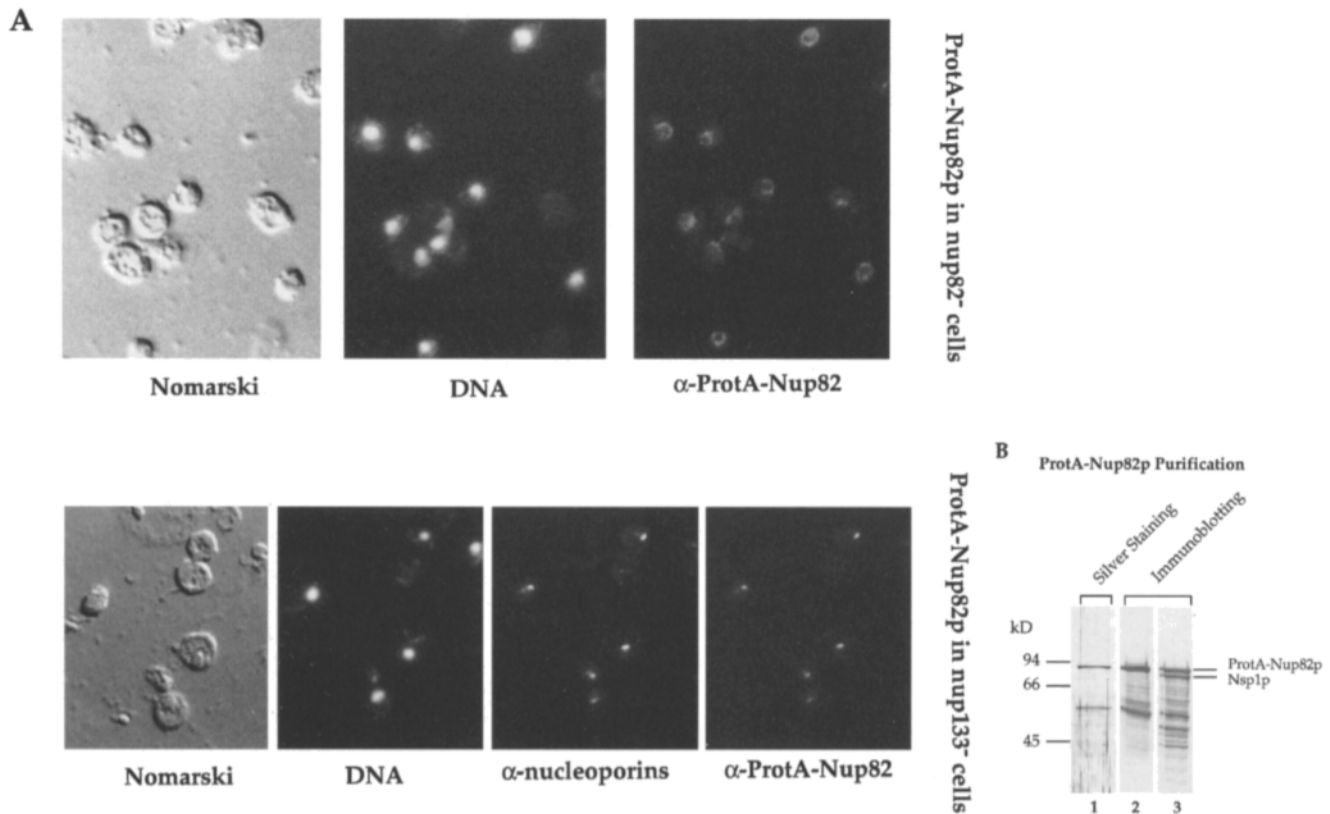 A
ProtA-Nup82p in nup82⁻ cells
Nomarski
DNA
α-ProtA-Nup82
ProtA-Nup82p in nup133⁻ cells
Nomarski
DNA
α-nucleoporins
α-ProtA-Nup82
B
ProtA-Nup82p Purification
Silver Staining
Immunoblotting
kD
94
66
45
ProtA-Nup82p
Nsp1p
1 2 3